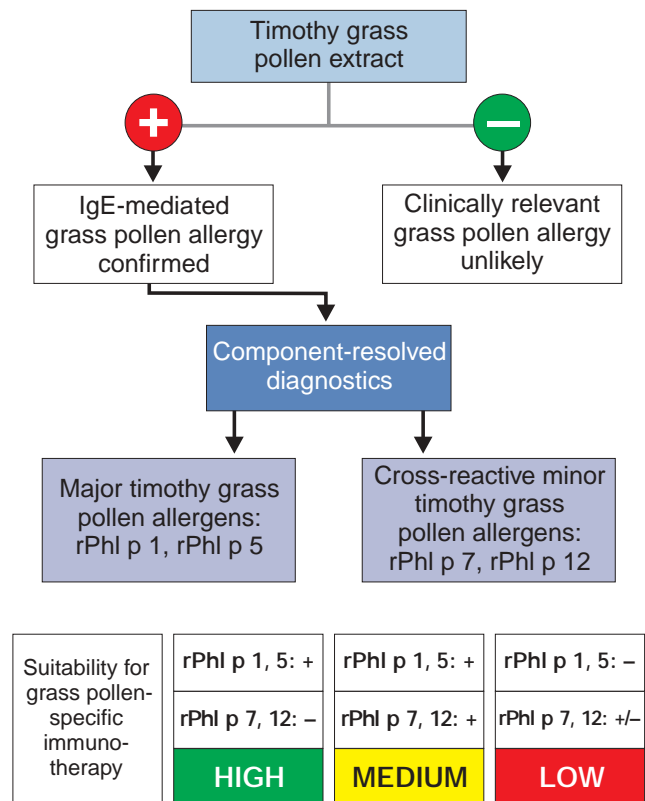 Timothy grass
pollen extract
+
–
IgE-mediated
grass pollen allergy
confirmed
Clinically relevant
grass pollen allergy
unlikely
Component-resolved
diagnostics
Major timothy grass
pollen allergens:
rPhl p 1, rPhl p 5
Cross-reactive minor
timothy grass
pollen allergens:
rPhl p 7, rPhl p 12
Suitability for
grass pollen-
specific
immuno-
therapy
rPhl p 1, 5: +
rPhl p 7, 12: –
HIGH
rPhl p 1, 5: +
rPhl p 7, 12: +
MEDIUM
rPhl p 1, 5: –
rPhl p 7, 12: +/–
LOW